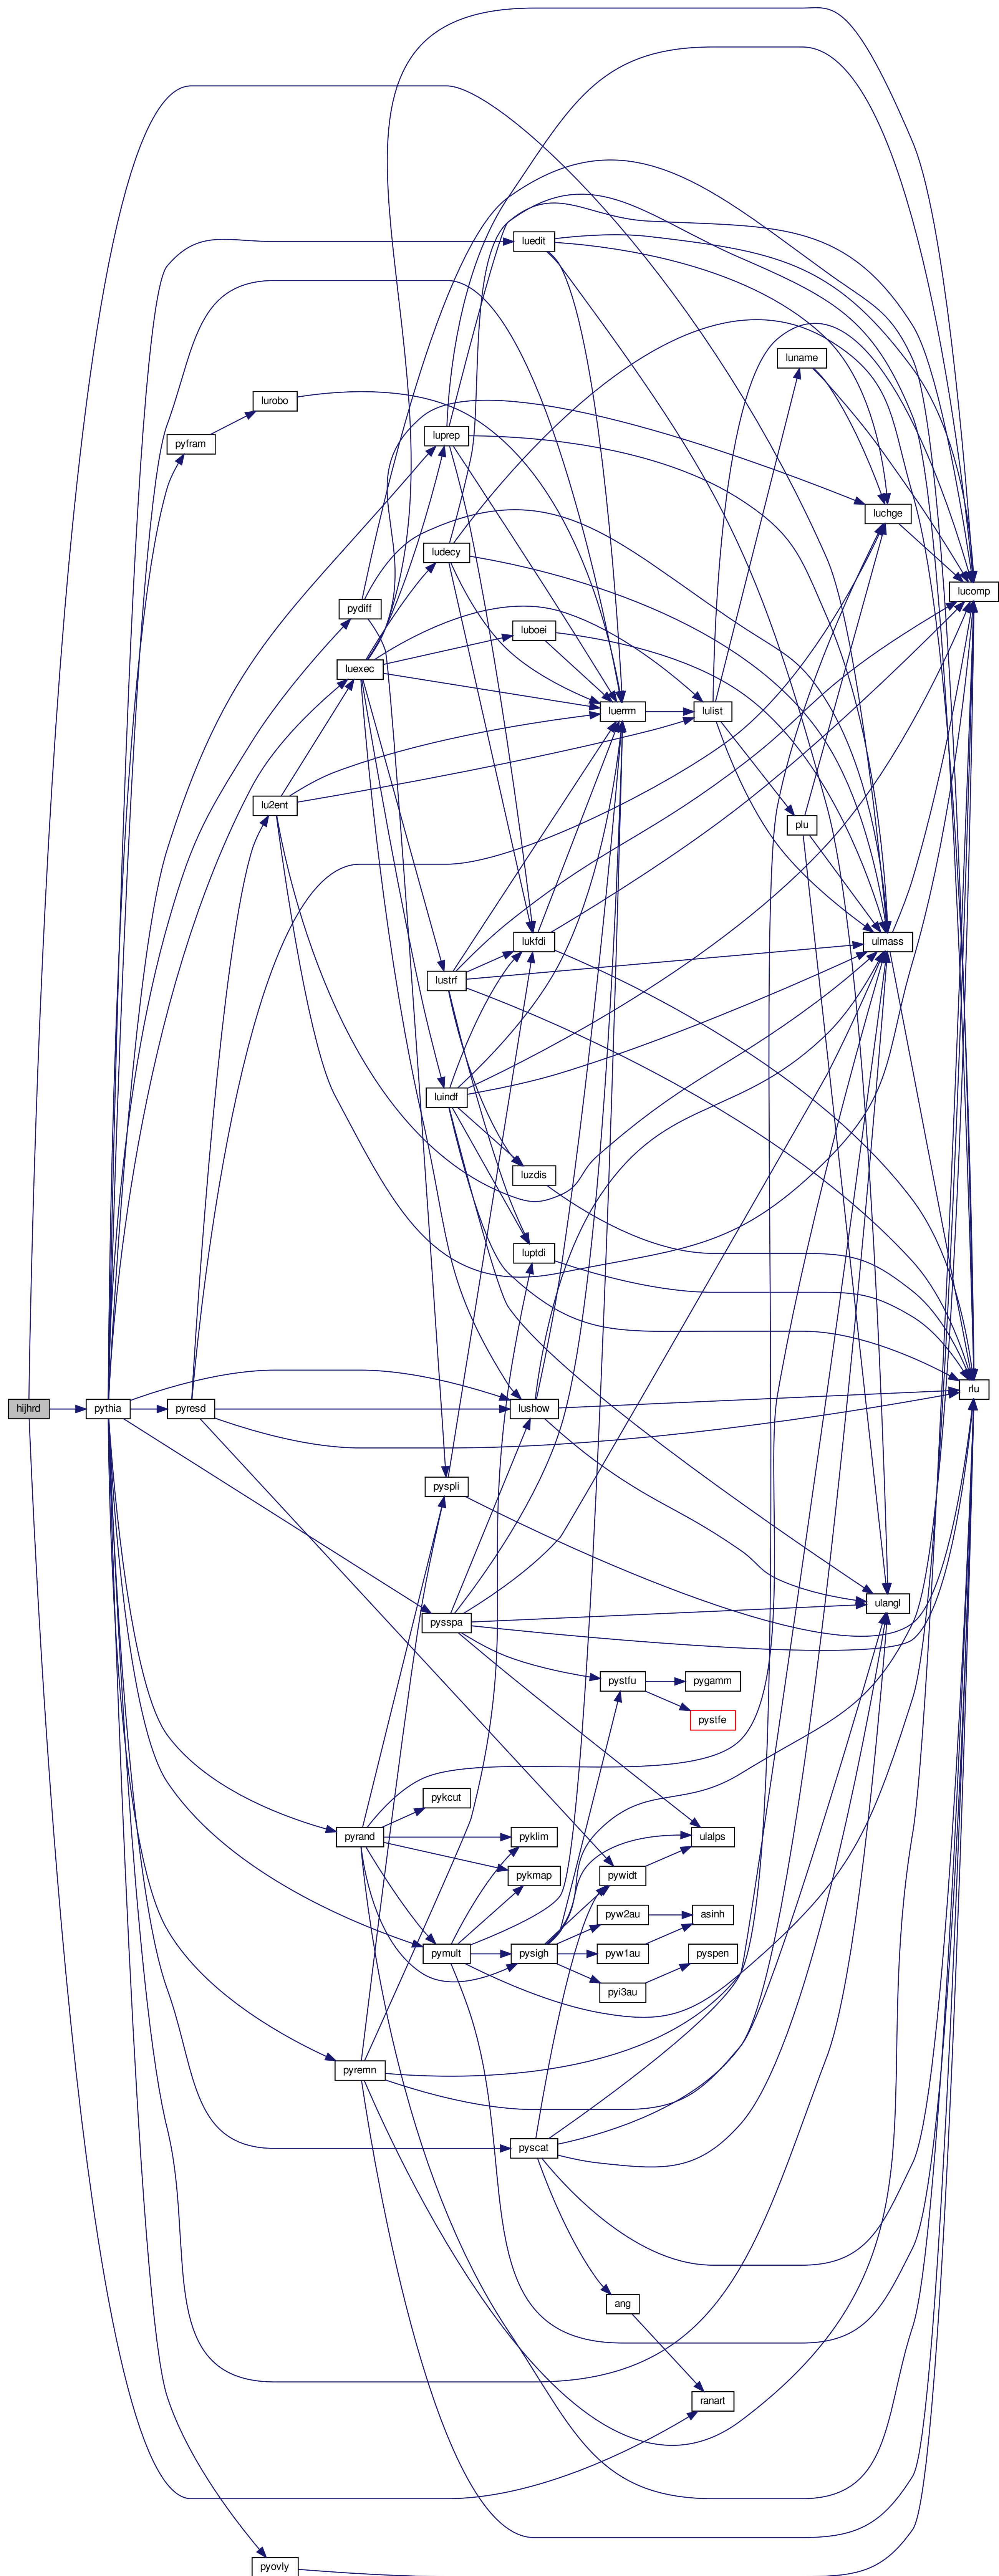 luedit
luname
lurobo
luprep
pyfram
luchge
ludecy
lucomp
pydiff
luboei
luexec
luerrm
lulist
lu2ent
plu
lukfdi
ulmass
lustrf
luindf
luzdis
luptdi
rlu
hijhrd
pythia
pyresd
lushow
pyspli
ulangl
pysspa
pystfu
pygamm
pystfe
pykcut
pyrand
pyklim
ulalps
pykmap
pywidt
pyw2au
asinh
pymult
pysigh
pyw1au
pyspen
pyi3au
pyremn
pyscat
ang
ranart
pyovly